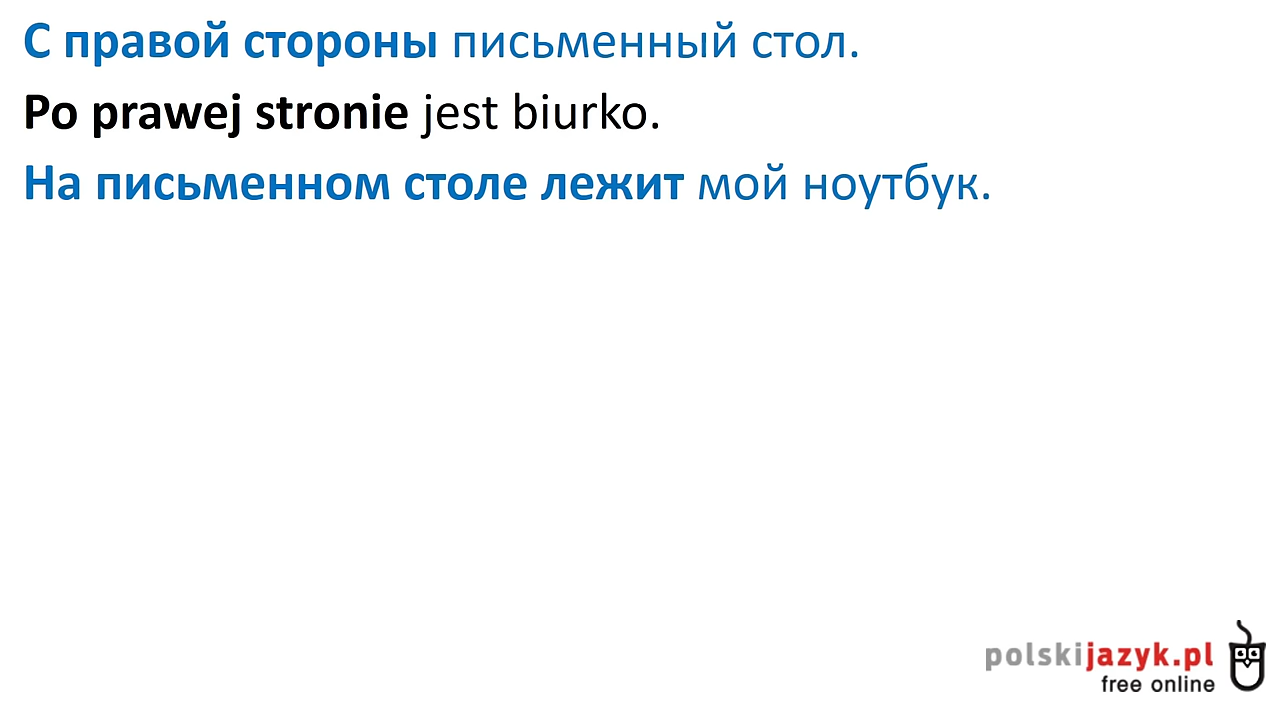 С правой стороны письменный стол.
Po prawej stronie jest biurko.
На письменном столе лежит мой ноутбук.
polskijazyk.pl
free online